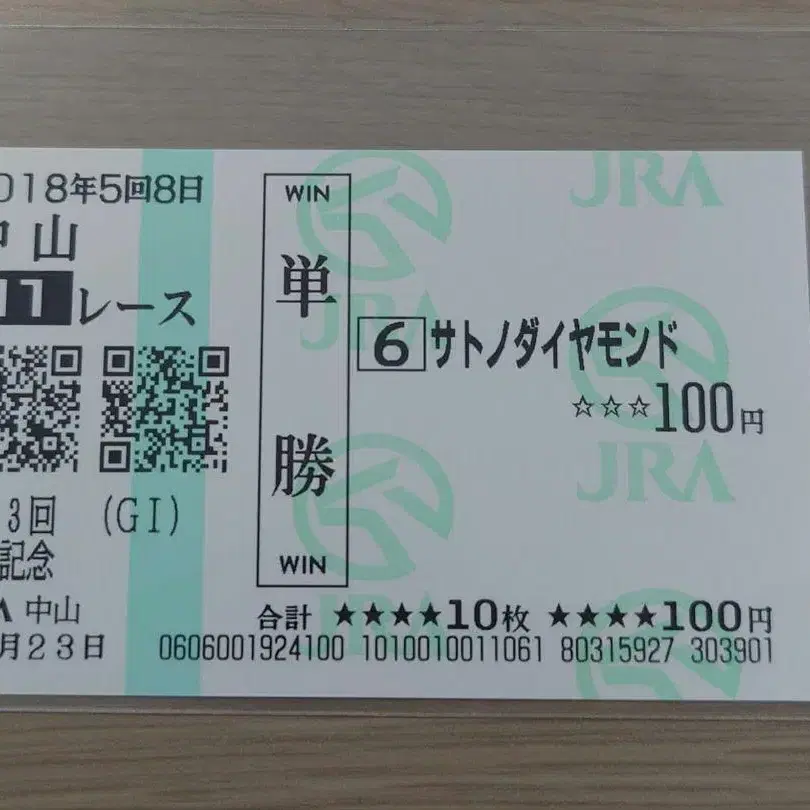 018年5回8日
中山
11レース
3回 (GI)
記念
A 中山
月23日
WIN
単勝
WIN
6 サトノダイヤモンド
☆☆☆100円
合計 ★★★★10枚 ★★★★100円
0606001924100 1010010011061 80315927 303901
JRA
JRA
JRA
JRA